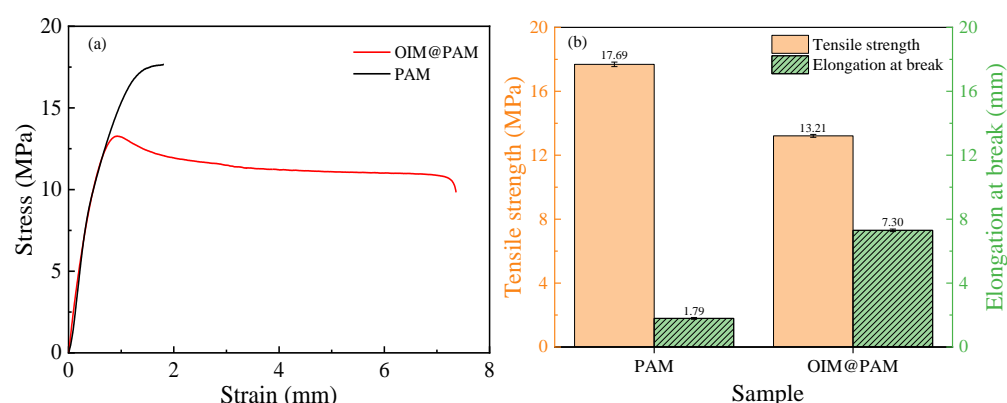 (a)
OIM@PAM
PAM
20
15
10
5
0
0
2
4
6
8
Stress (MPa)
Strain (mm)
(b)
Tensile strength
Elongation at break
17.69
13.21
7.30
1.79
20
16
12
8
4
0
20
16
12
8
4
0
Tensile strength (MPa)
Elongation at break (mm)
PAM
OIM@PAM
Sample